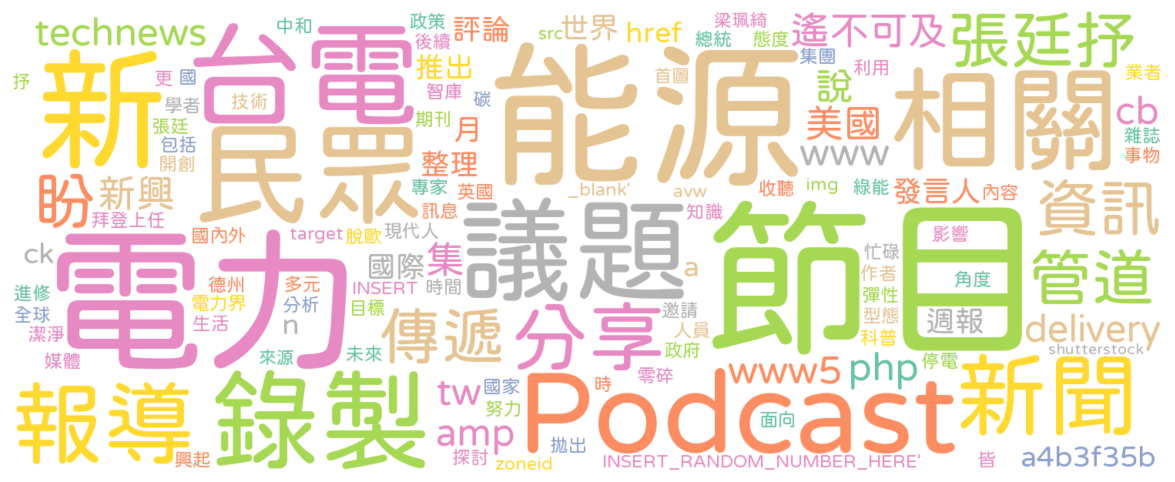 technews
中和
政策
後續
評論
src
世界
href
梁珮綺
總統
態度
遙不可及
張廷抒
集團
利用
業者
抒
新
台電
更
國
推出
智庫
能源
首圖
說
相關
學者
技術
碳
期刊
月
美國
cb
張廷
包括
開創
民眾
整理
www
雜誌
事物
盼
新興
專家
英國
_blank'
avw
收聽
img
綠能
發言人
內容
資訊
拜登上任
訊息
知識
節目
國內外
target
脫歐
現代人
議題
影響
ck
電力
國際
集
a
忙碌
作者
管道
進修
全球
德州
多元
INSERT
時間
彈性
角度
電力界
分析
n
目標
邀請
型態
週報
潔淨
生活
傳遞
分享
人員
科普
delivery
媒體
來源
未來
政府
shutterstock
報導
錄製
Podcast
零碎
www5
php
停電
新聞
tw
國家
時
努力
amp
拋出
面向
興起
探討
zoneid
INSERT_RANDOM_NUMBER_HERE'
皆
a4b3f35b